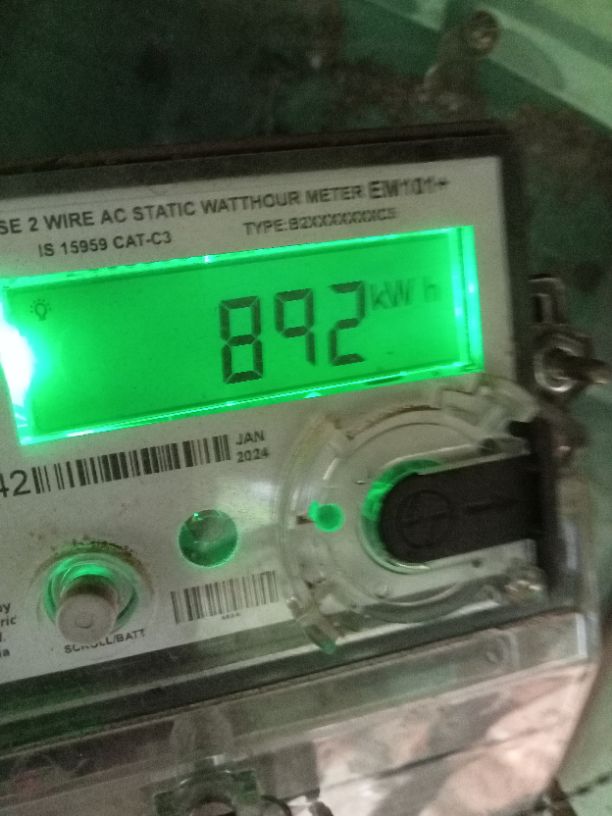 SE 2 WIRE AC STATIC WATTHOUR METER EM101+
IS 15959 CAT-C3
TYPE:B2XXXXXXXIC5
892 kWh
42
JAN
2024
SCROLL/BATT